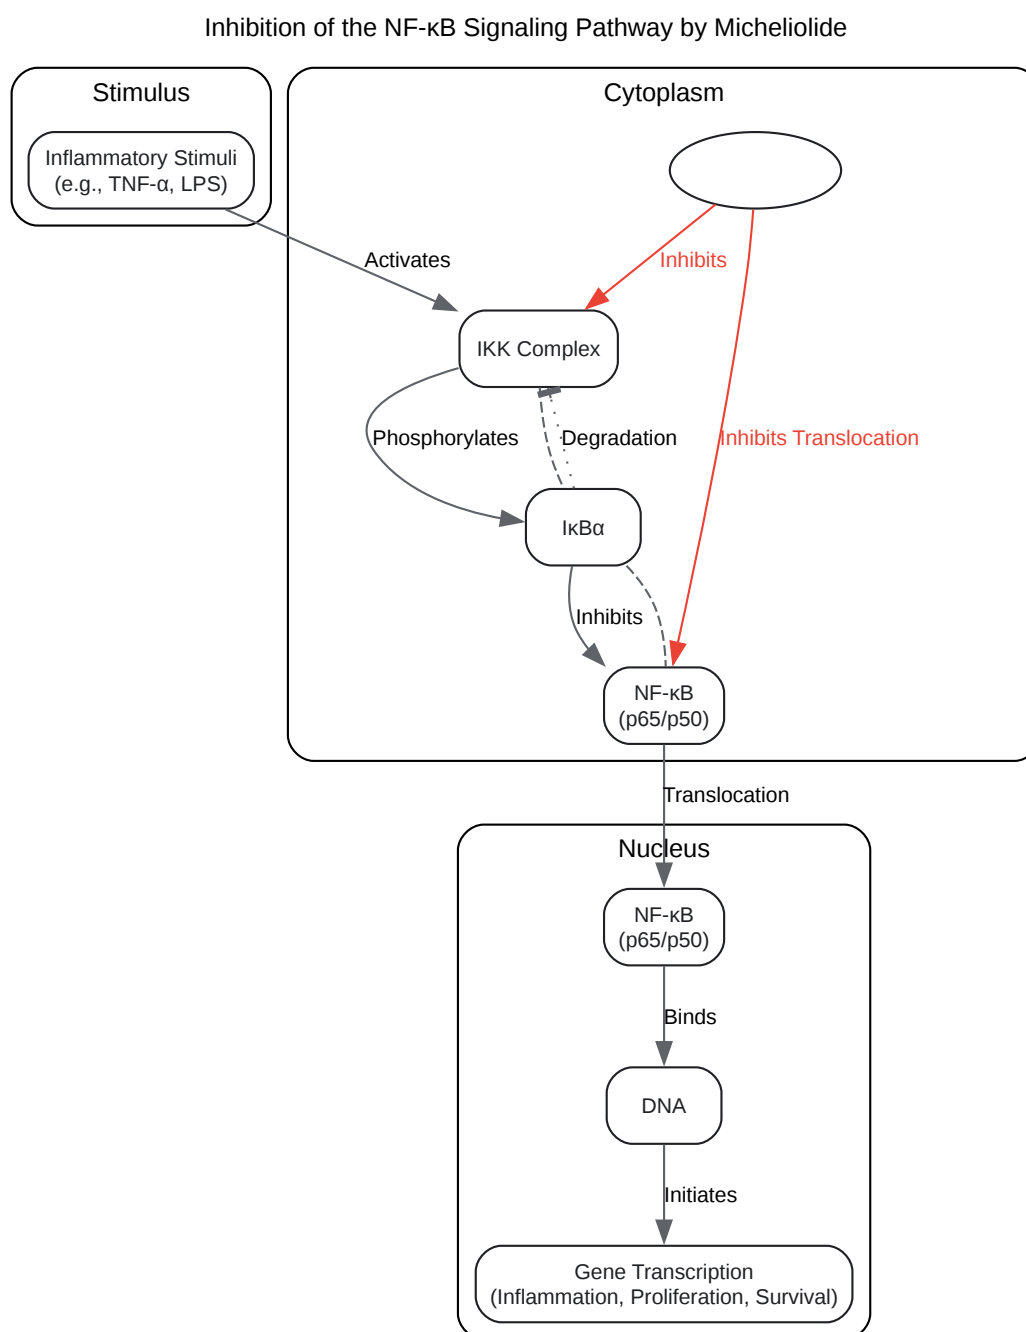 Inhibition of the NF-κB Signaling Pathway by Micheliolide
Stimulus
Cytoplasm
Inflammatory Stimuli
(e.g., TNF-α, LPS)
Activates
Inhibits
IKK Complex
Phosphorylates
Degradation
Inhibits Translocation
IκBα
Inhibits
NF-κB
(p65/p50)
Translocation
Nucleus
NF-κB
(p65/p50)
Binds
DNA
Initiates
Gene Transcription
(Inflammation, Proliferation, Survival)